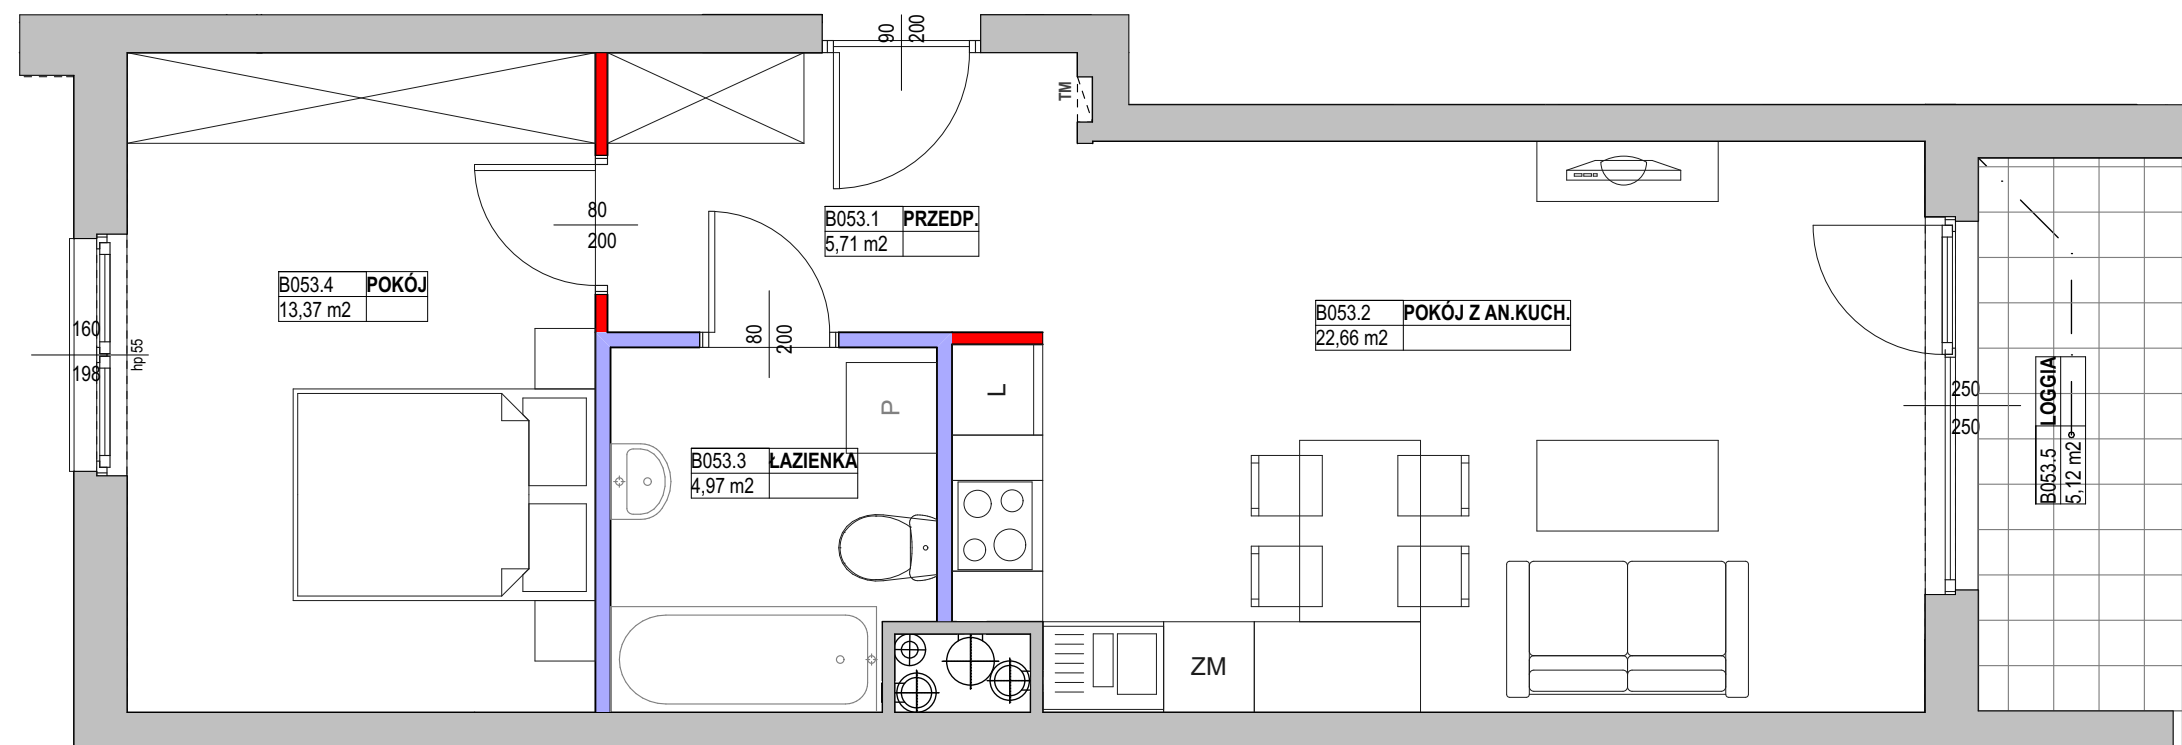 90
200
TM
80
200
B053.1 PRZEDP.
5,71 m2
B053.4 POKÓJ
13,37 m2
160
198
hp 55
80
200
B053.2 POKÓJ Z AN.KUCH.
22,66 m2
P
L
B053.3 ŁAZIENKA
4,97 m2
250
250
B053.5 LOGGIA
5,12 m2
ZM